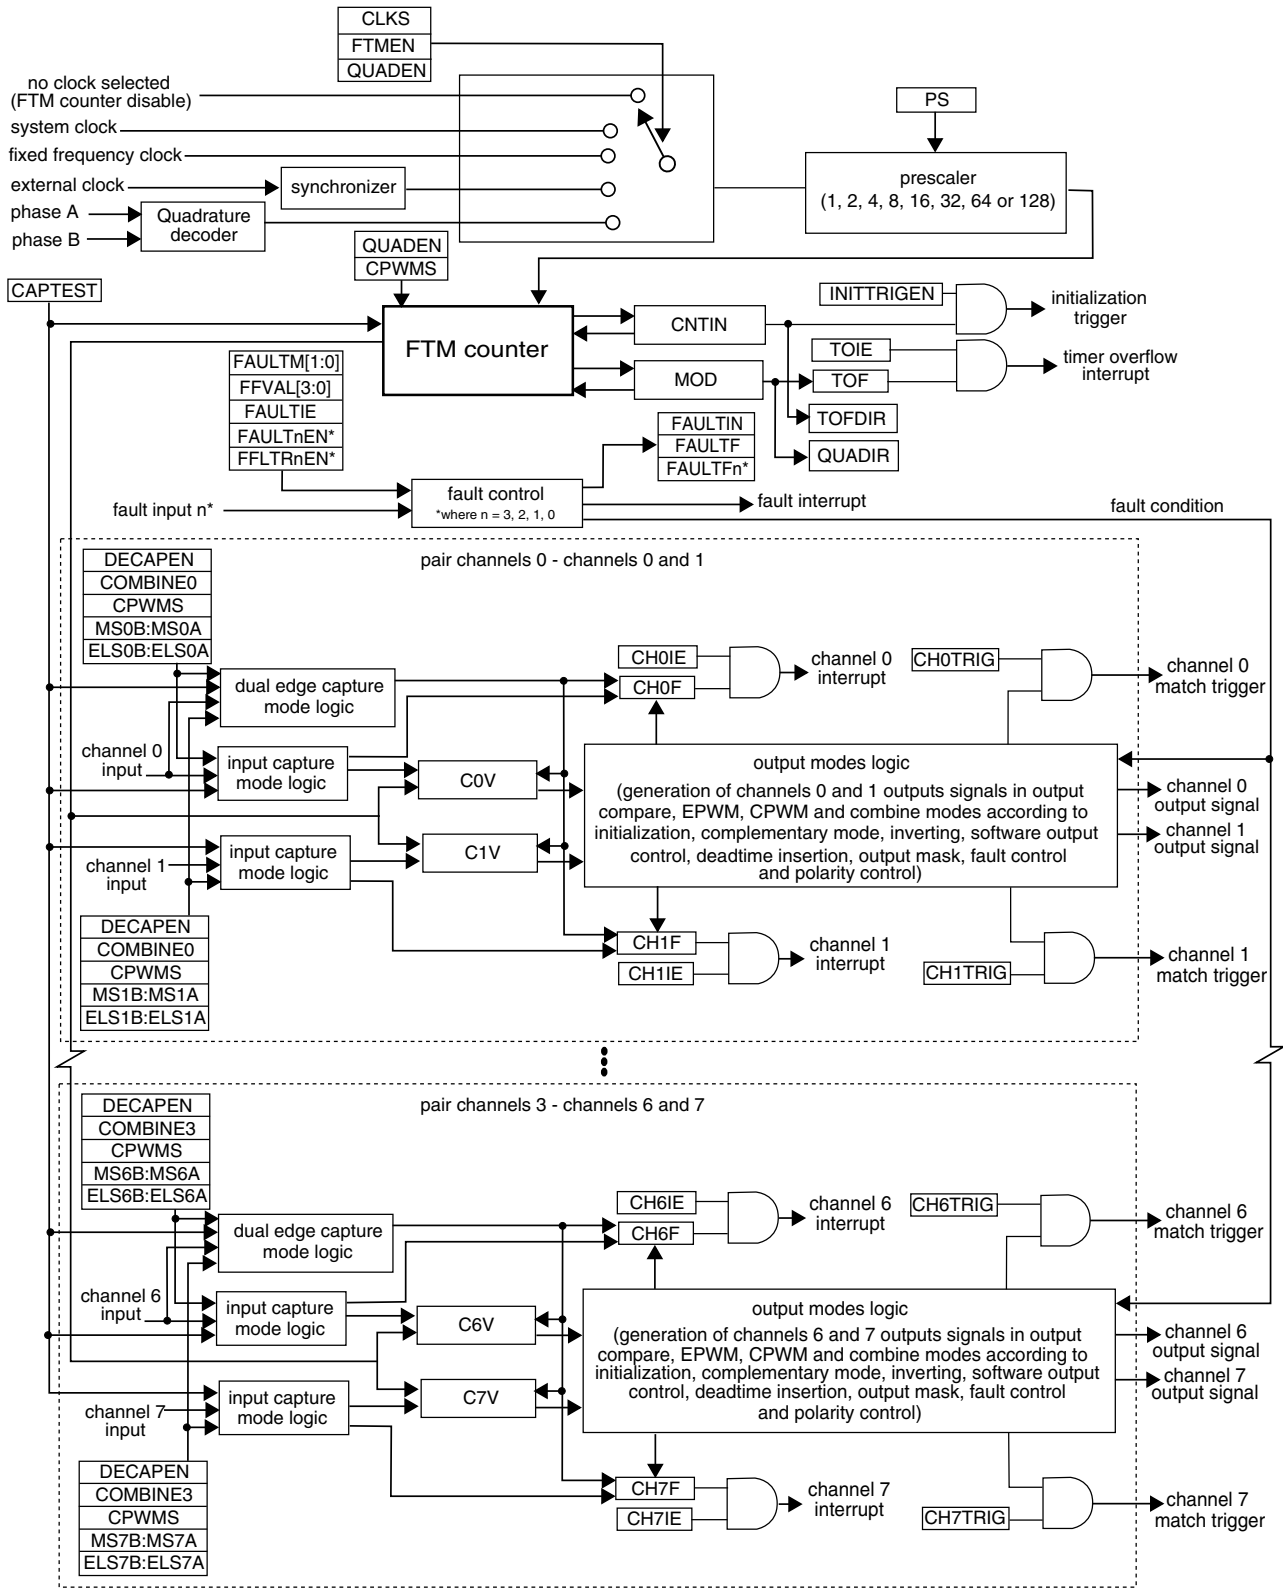 CLKS
FTMEN
QUADEN
no clock selected
(FTM counter disable)
system clock
fixed frequency clock
external clock
synchronizer
phase A
phase B
Quadrature
decoder
PS
prescaler
(1, 2, 4, 8, 16, 32, 64 or 128)
QUADEN
CPWMS
CAPTEST
FTM counter
CNTIN
MOD
INITTRIGEN
initialization
trigger
TOIE
TOF
timer overflow
interrupt
TOFDIR
QUADIR
FAULTM[1:0]
FFVAL[3:0]
FAULTIE
FAULTnEN*
FFLTRnEN*
FAULTIN
FAULTF
FAULTFn*
fault input n*
fault control
*where n = 3, 2, 1, 0
fault interrupt
fault condition
pair channels 0 - channels 0 and 1
DECAPEN
COMBINE0
CPWMS
MS0B:MS0A
ELS0B:ELS0A
dual edge capture
mode logic
channel 0
input
input capture
mode logic
C0V
channel 1
input
input capture
mode logic
C1V
DECAPEN
COMBINE0
CPWMS
MS1B:MS1A
ELS1B:ELS1A
CH0IE
CH0F
channel 0
interrupt
CH0TRIG
channel 0
match trigger
output modes logic
(generation of channels 0 and 1 outputs signals in output
compare, EPWM, CPWM and combine modes according to
initialization, complementary mode, inverting, software output
control, deadtime insertion, output mask, fault control
and polarity control)
channel 0
output signal
channel 1
output signal
CH1F
CH1IE
channel 1
interrupt
CH1TRIG
channel 1
match trigger
pair channels 3 - channels 6 and 7
DECAPEN
COMBINE3
CPWMS
MS6B:MS6A
ELS6B:ELS6A
dual edge capture
mode logic
channel 6
input
input capture
mode logic
C6V
channel 7
input
input capture
mode logic
C7V
DECAPEN
COMBINE3
CPWMS
MS7B:MS7A
ELS7B:ELS7A
CH6IE
CH6F
channel 6
interrupt
CH6TRIG
channel 6
match trigger
output modes logic
(generation of channels 6 and 7 outputs signals in output
compare, EPWM, CPWM and combine modes according to
initialization, complementary mode, inverting, software output
control, deadtime insertion, output mask, fault control
and polarity control)
channel 6
output signal
channel 7
output signal
CH7F
CH7IE
channel 7
interrupt
CH7TRIG
channel 7
match trigger